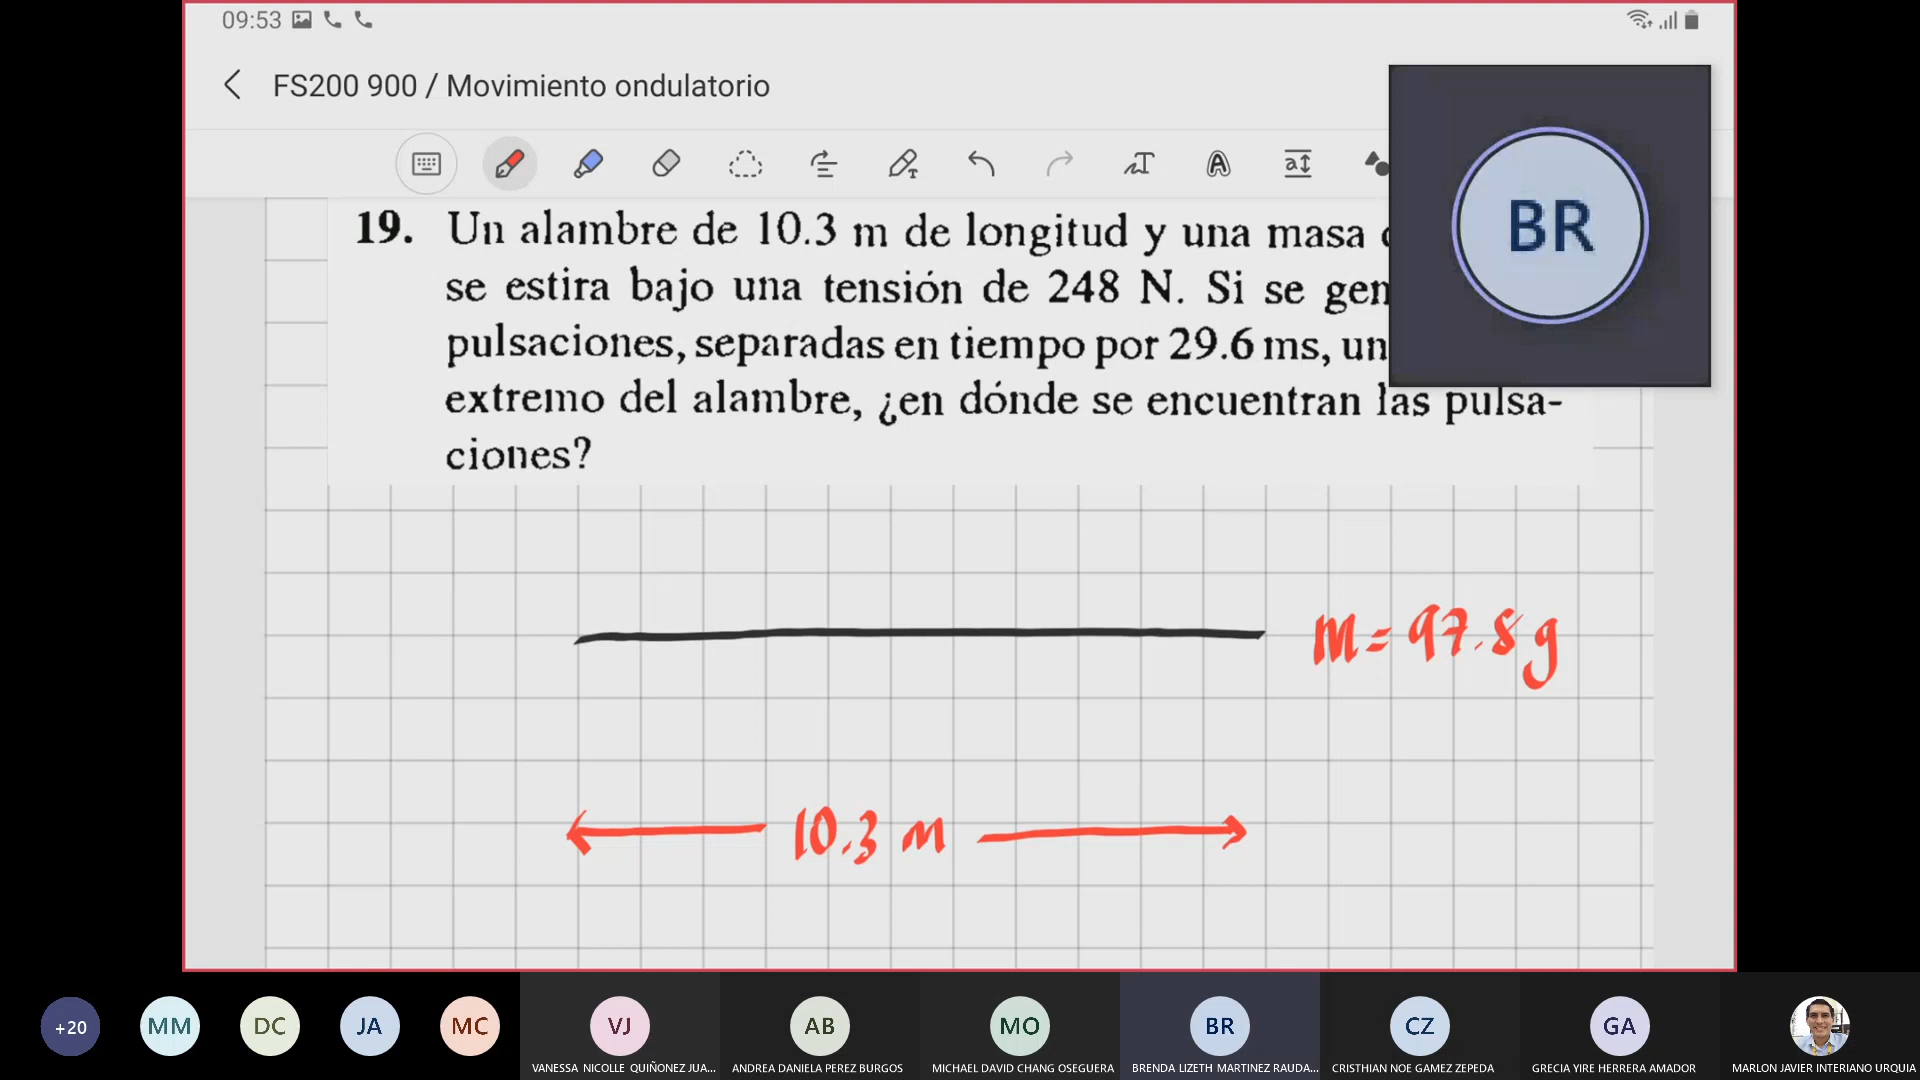 09:53
FS200 900 / Movimiento ondulatorio
19. Un alambre de 10.3 m de longitud y una masa
se estira bajo una tensión de 248 N. Si se gen
pulsaciones, separadas en tiempo por 29.6 ms, un
extremo del alambre, ¿en dónde se encuentran las pulsa-
ciones?
BR
m = 97.8 g
10.3 m
+20
MM
DC
JA
MC
VJ
AB
MO
BR
CZ
GA
VANESSA NICOLLE QUIÑONEZ JUA...
ANDREA DANIELA PEREZ BURGOS
MICHAEL DAVID CHANG OSEGUERA
BRENDA LIZETH MARTINEZ RAUDA...
CRISTHIAN NOE GAMEZ ZEPEDA
GRECIA YIRE HERRERA AMADOR
MARLON JAVIER INTERIANO URQUIA